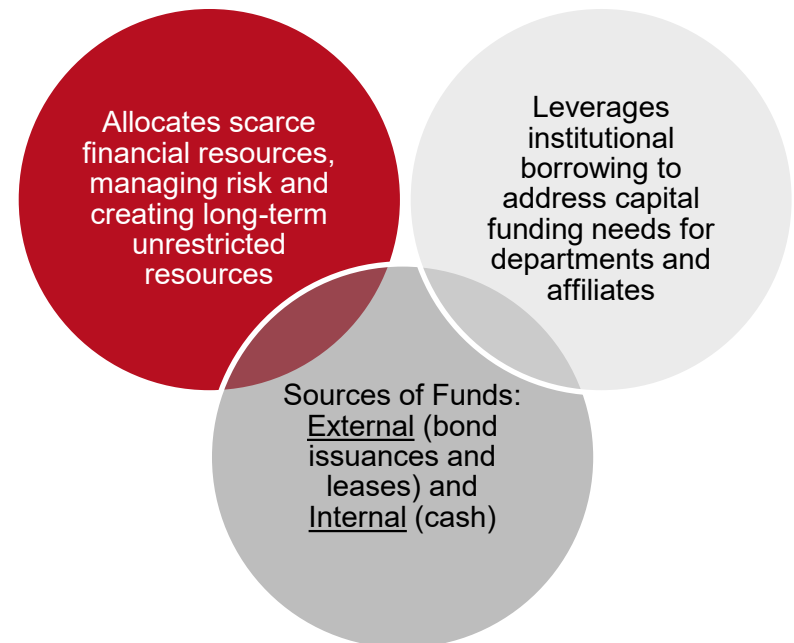 Allocates scarce
financial resources,
managing risk and
creating long-term
unrestricted
resources
Leverages
institutional
borrowing to
address capital
funding needs for
departments and
affiliates
Sources of Funds:
External (bond
issuances and
leases) and
Internal (cash)